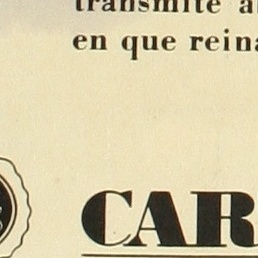 transmite a
en que reina
CAR